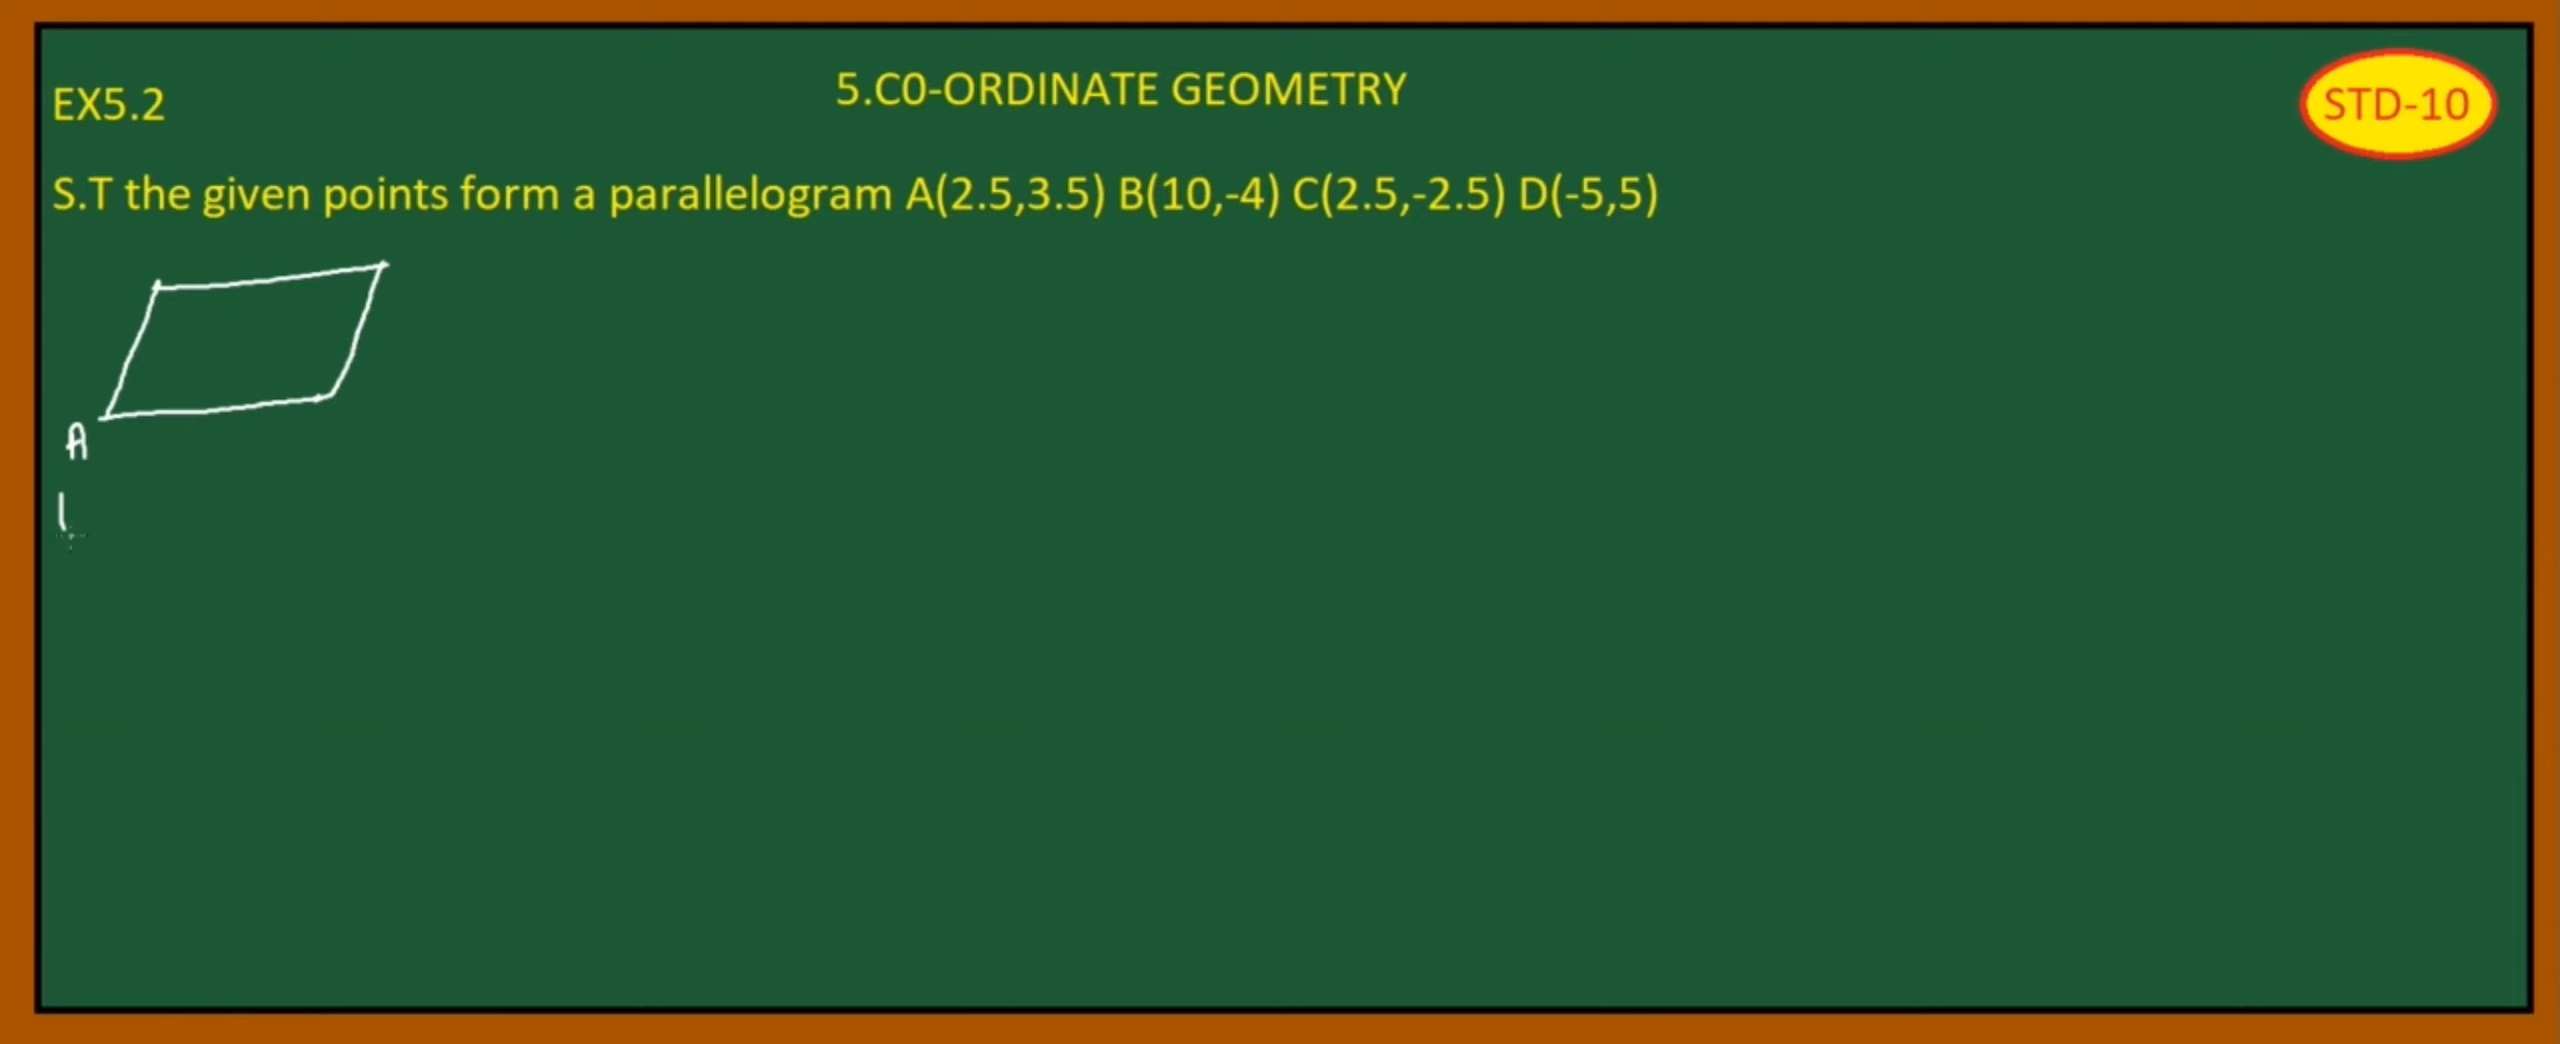 5.C0-ORDINATE GEOMETRY
STD-10
EX5.2
S.T the given points form a parallelogram A(2.5,3.5) B(10,-4) C(2.5,-2.5) D(-5,5)
A